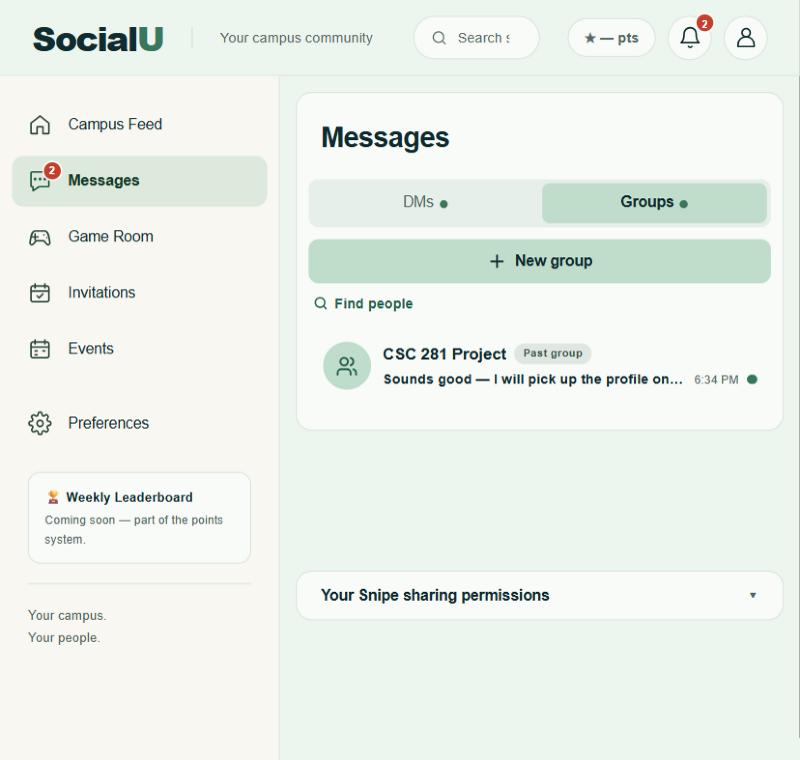 SocialU
Your campus community
Search s
★ — pts
2
Campus Feed
2
Messages
Game Room
Invitations
Events
Preferences
Weekly Leaderboard
Coming soon — part of the points
system.
Your campus.
Your people.
Messages
DMs
Groups
+ New group
Find people
CSC 281 Project
Past group
Sounds good — I will pick up the profile on...
6:34 PM
Your Snipe sharing permissions